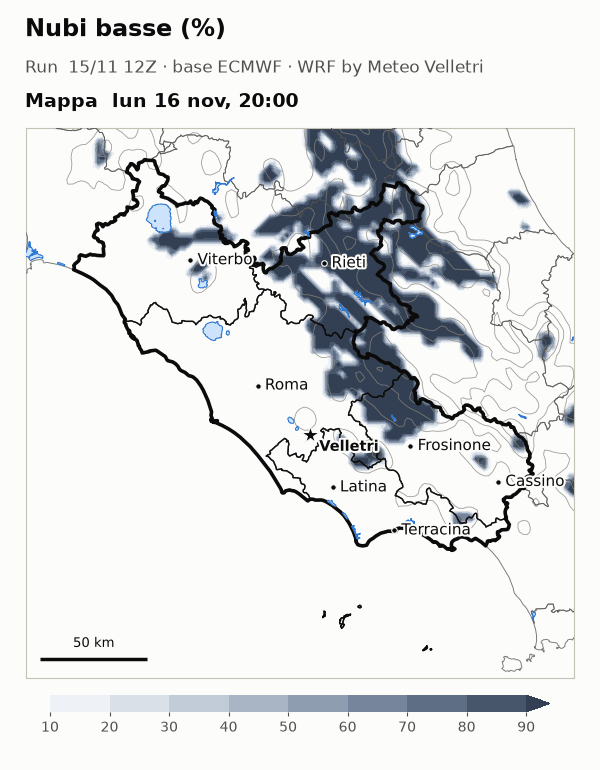 Nubi basse (%)
Run  15/11 12Z · base ECMWF · WRF by Meteo Velletri
Mappa  lun 16 nov, 20:00
Viterbo
Rieti
Roma
Velletri
Frosinone
Latina
Cassino
Terracina
50 km
10 20 30 40 50 60 70 80 90